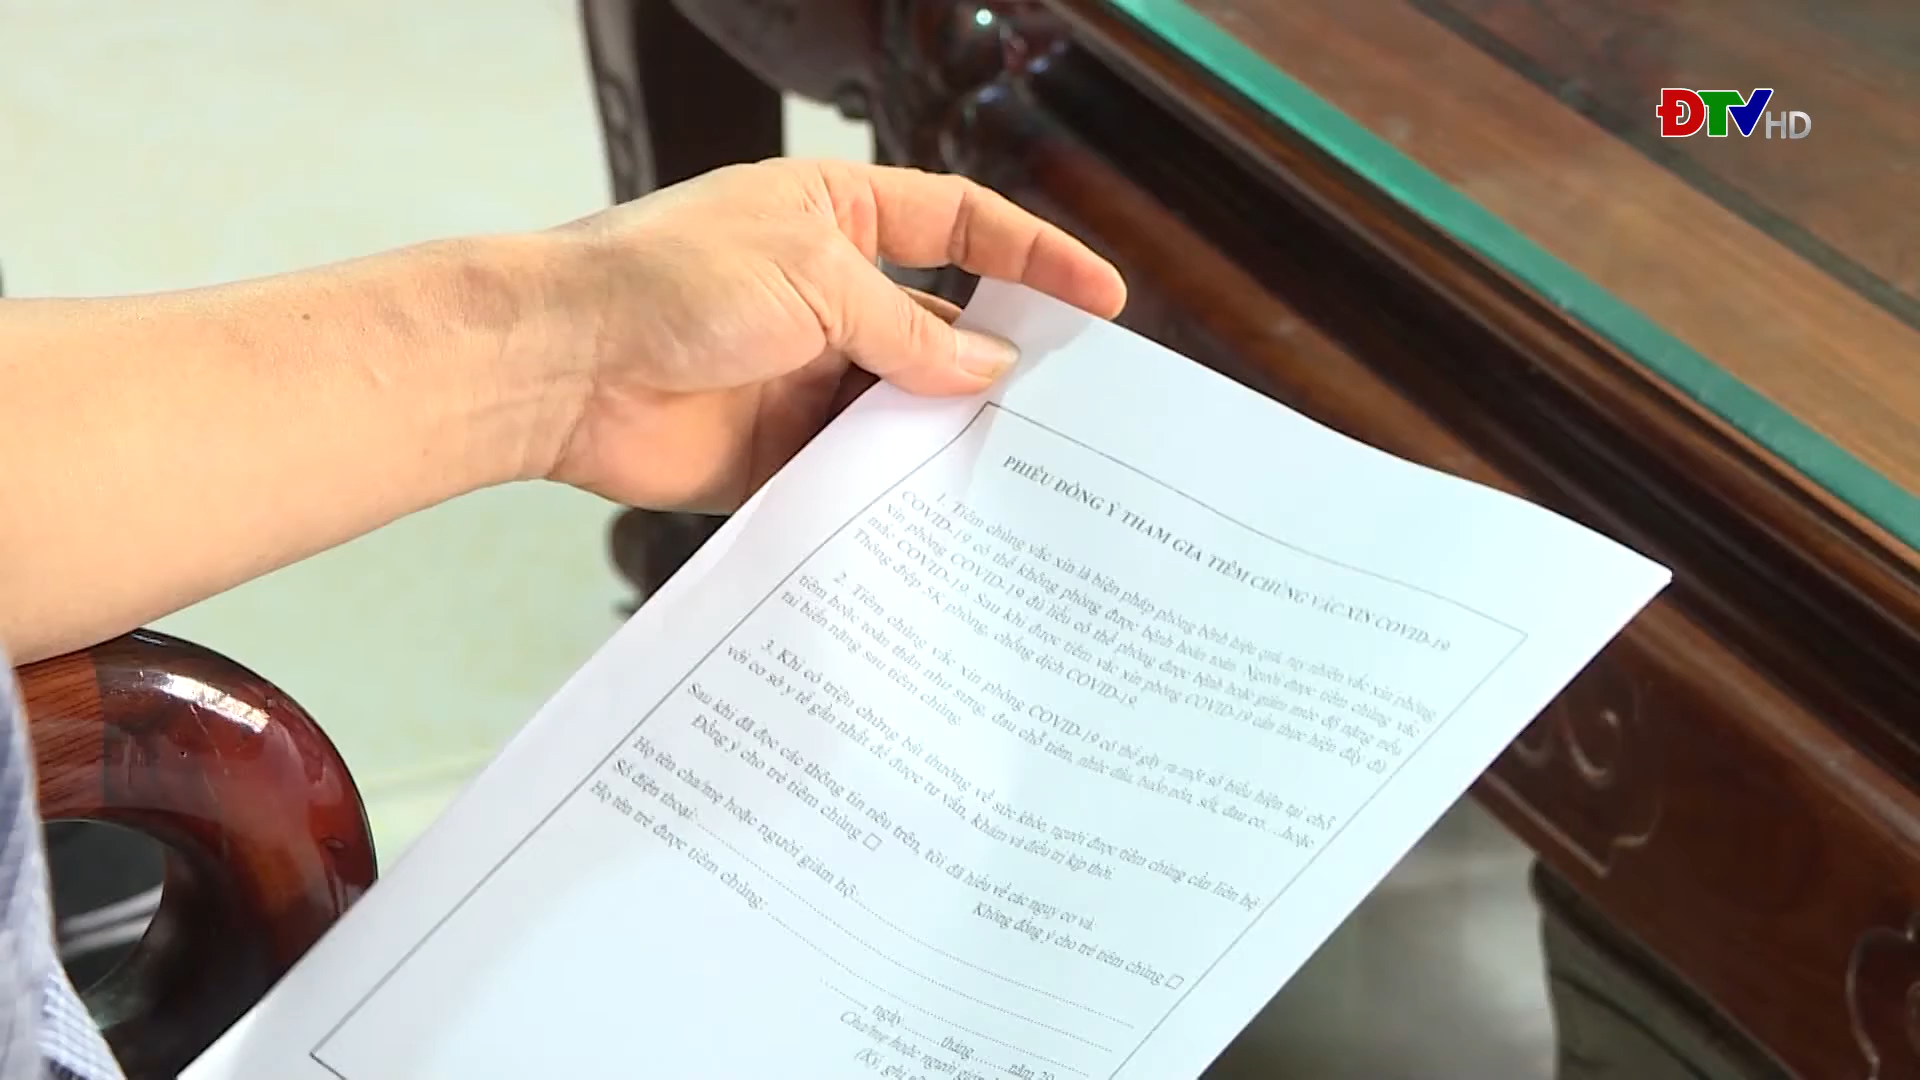 ĐTV HD
PHIẾU ĐỒNG Ý THAM GIA TIÊM CHỦNG VẮC XIN COVID-19
1. Tiêm chủng vắc xin là biện pháp phòng bệnh hiệu quả, tuy nhiên vắc xin phòng
COVID-19 có thể không phòng được bệnh hoàn toàn. Người được tiêm chủng vắc
xin phòng COVID-19 đủ liều có thể phòng được bệnh hoặc giảm mức độ nặng nếu
mắc COVID-19. Sau khi được tiêm vắc xin phòng COVID-19 cần thực hiện đầy đủ
Thông điệp 5K phòng, chống dịch COVID-19.
2. Tiêm chủng vắc xin phòng COVID-19 có thể gây ra một số biểu hiện tại chỗ
tiêm hoặc toàn thân như sưng, đau chỗ tiêm, nhức đầu, buồn nôn, sốt, đau cơ....hoặc
tai biến nặng sau tiêm chủng.
3. Khi có triệu chứng bất thường về sức khỏe, người được tiêm chủng cần liên hệ
với cơ sở y tế gần nhất để được tư vấn, khám và điều trị kịp thời.
Sau khi đã đọc các thông tin nêu trên, tôi đã hiểu về các nguy cơ và:
Đồng ý cho trẻ tiêm chủng ☐ Không đồng ý cho trẻ tiêm chủng ☐
Họ tên cha/mẹ hoặc người giám hộ:
Số điện thoại:
Họ tên trẻ được tiêm chủng:
ngày tháng năm 20
Cha/mẹ hoặc người giám
(Ký, ghi